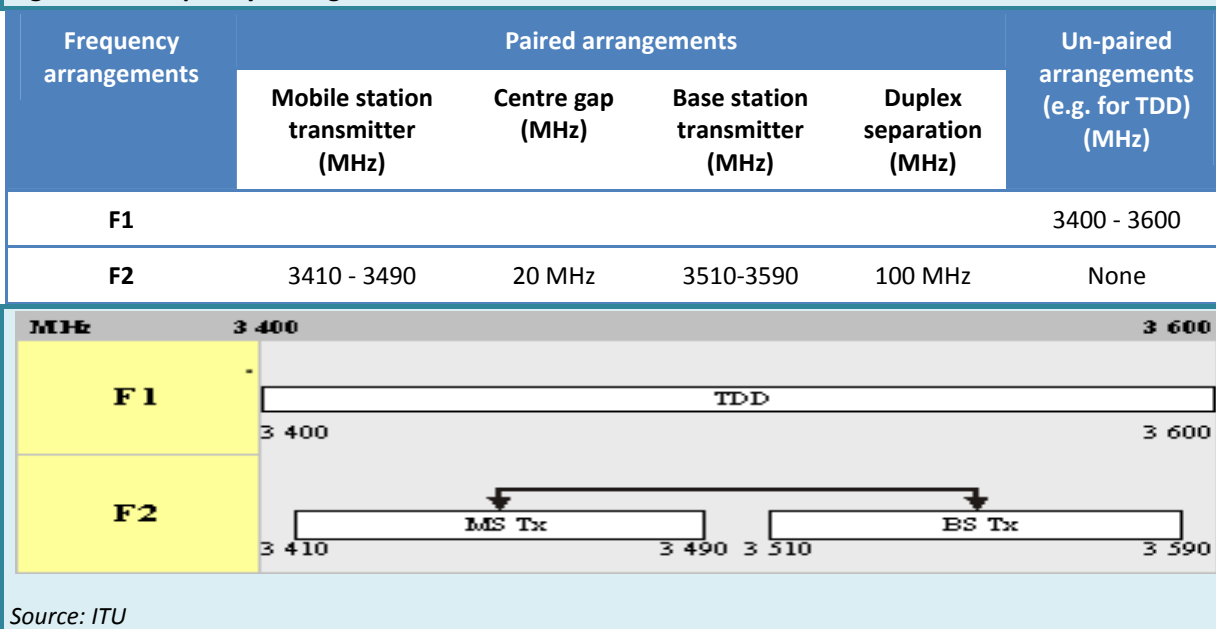 Frequency arrangements
Paired arrangements
Un-paired arrangements (e.g. for TDD) (MHz)
Mobile station transmitter (MHz)
Centre gap (MHz)
Base station transmitter (MHz)
Duplex separation (MHz)
F1 3400 - 3600
F2 3410 - 3490 20 MHz 3510-3590 100 MHz None
MHz 3 400 3 600
F1 TDD
3 400 3 600
F2 MS Tx BS Tx
3 410 3 490 3 510 3 590
Source: ITU